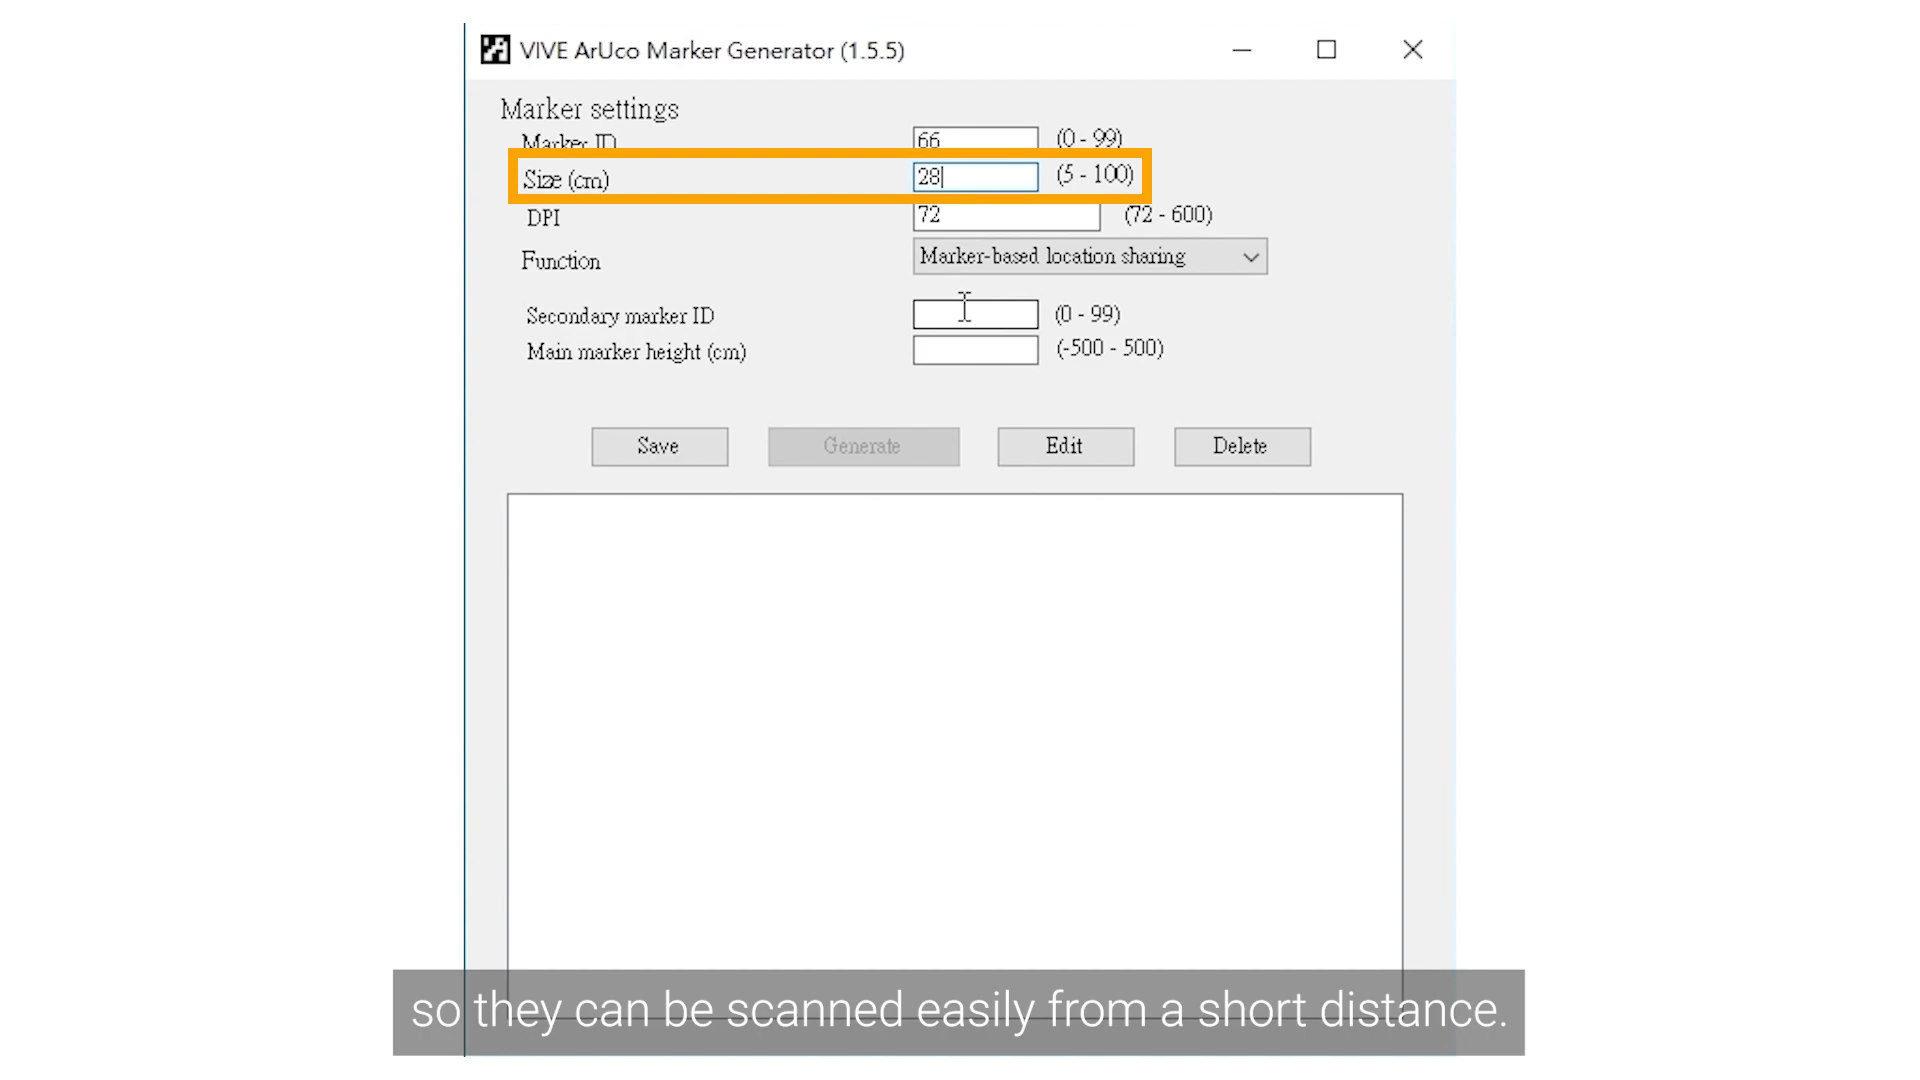 VIVE ArUco Marker Generator (1.5.5)
Marker settings
Marker ID 66 (0 - 99)
Size (cm) 28 (5 - 100)
DPI 72 (72 - 600)
Function Marker-based location sharing
Secondary marker ID (0 - 99)
Main marker height (cm) (-500 - 500)
Save Generate Edit Delete
so they can be scanned easily from a short distance.